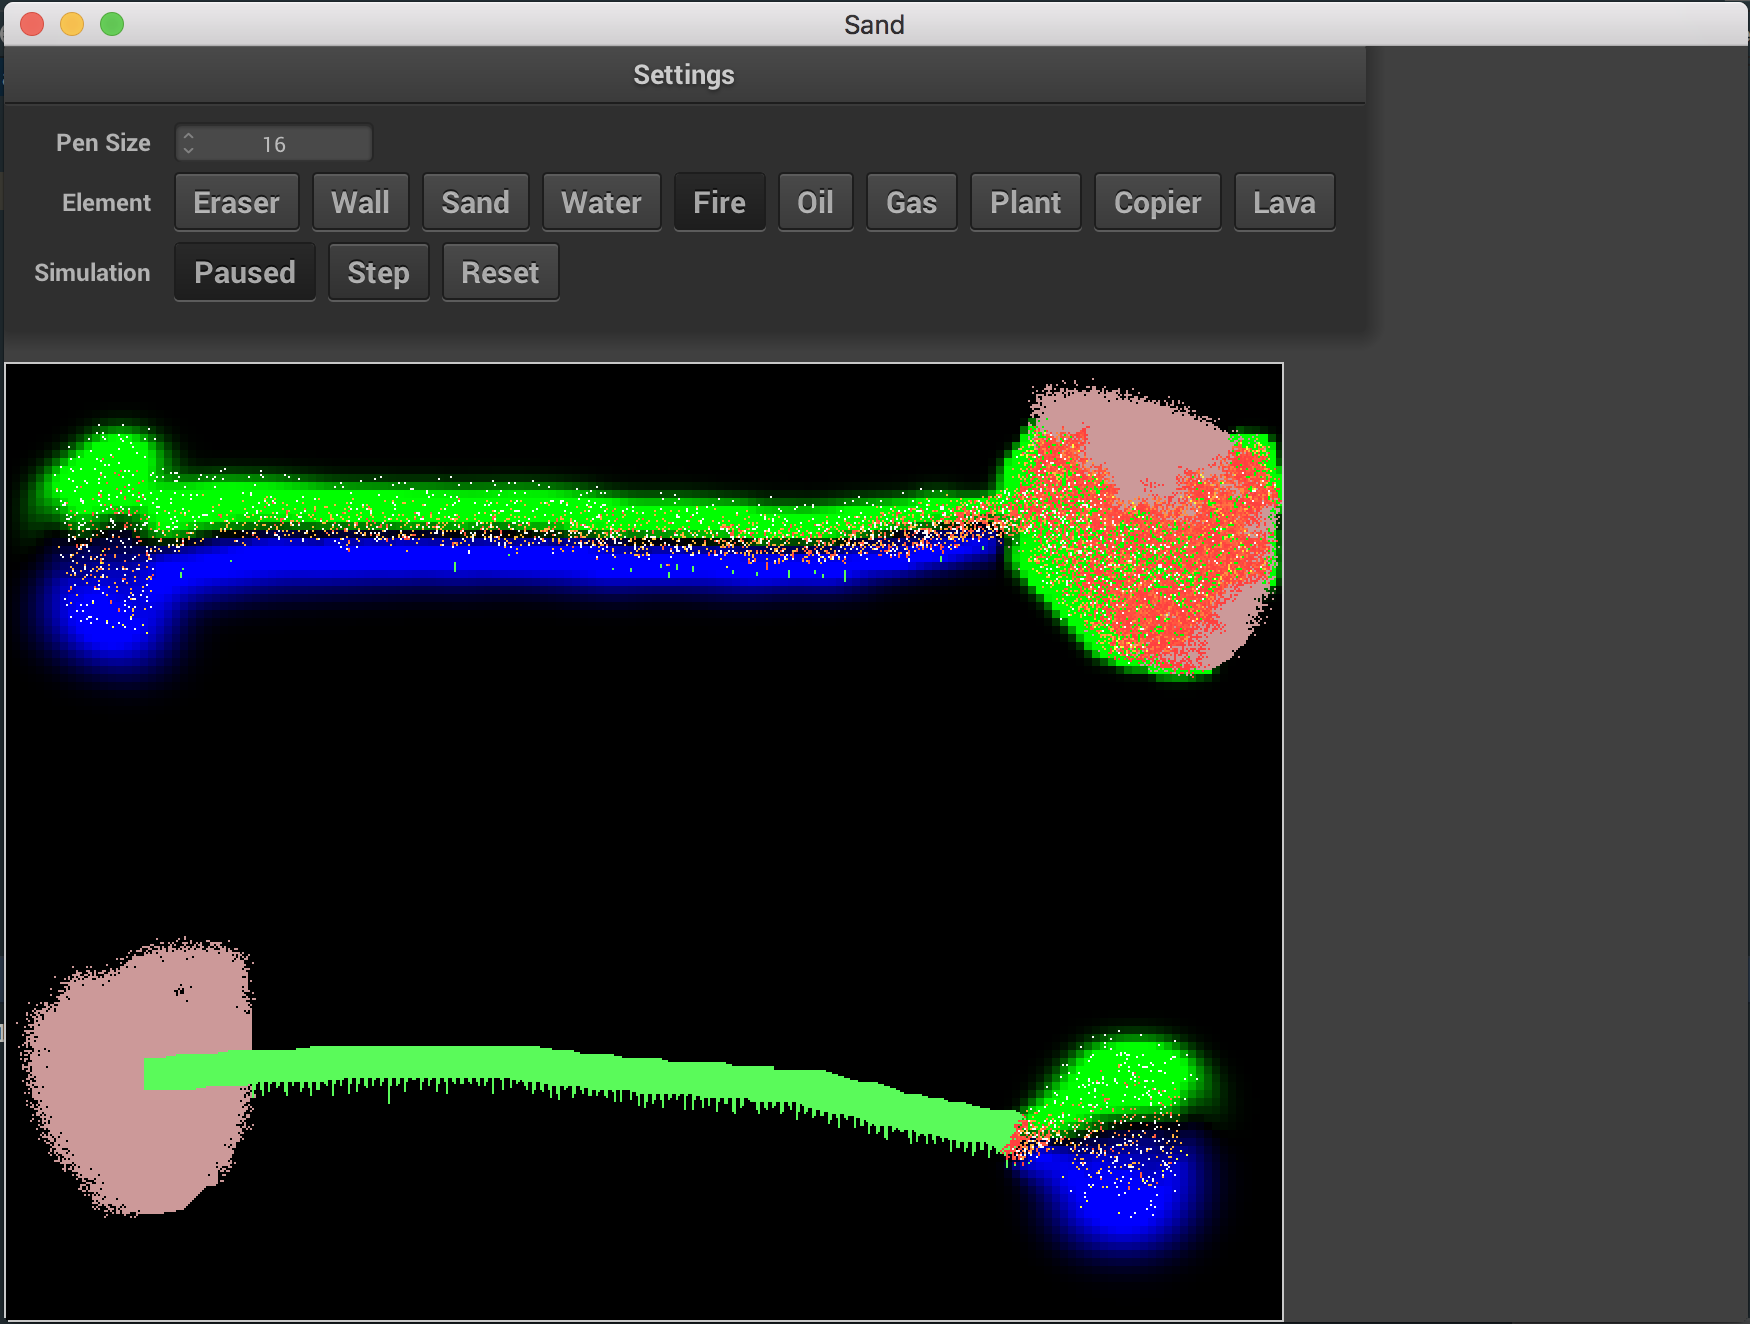 Sand
Settings
Pen Size 16
Element Eraser Wall Sand Water Fire Oil Gas Plant Copier Lava
Simulation Paused Step Reset